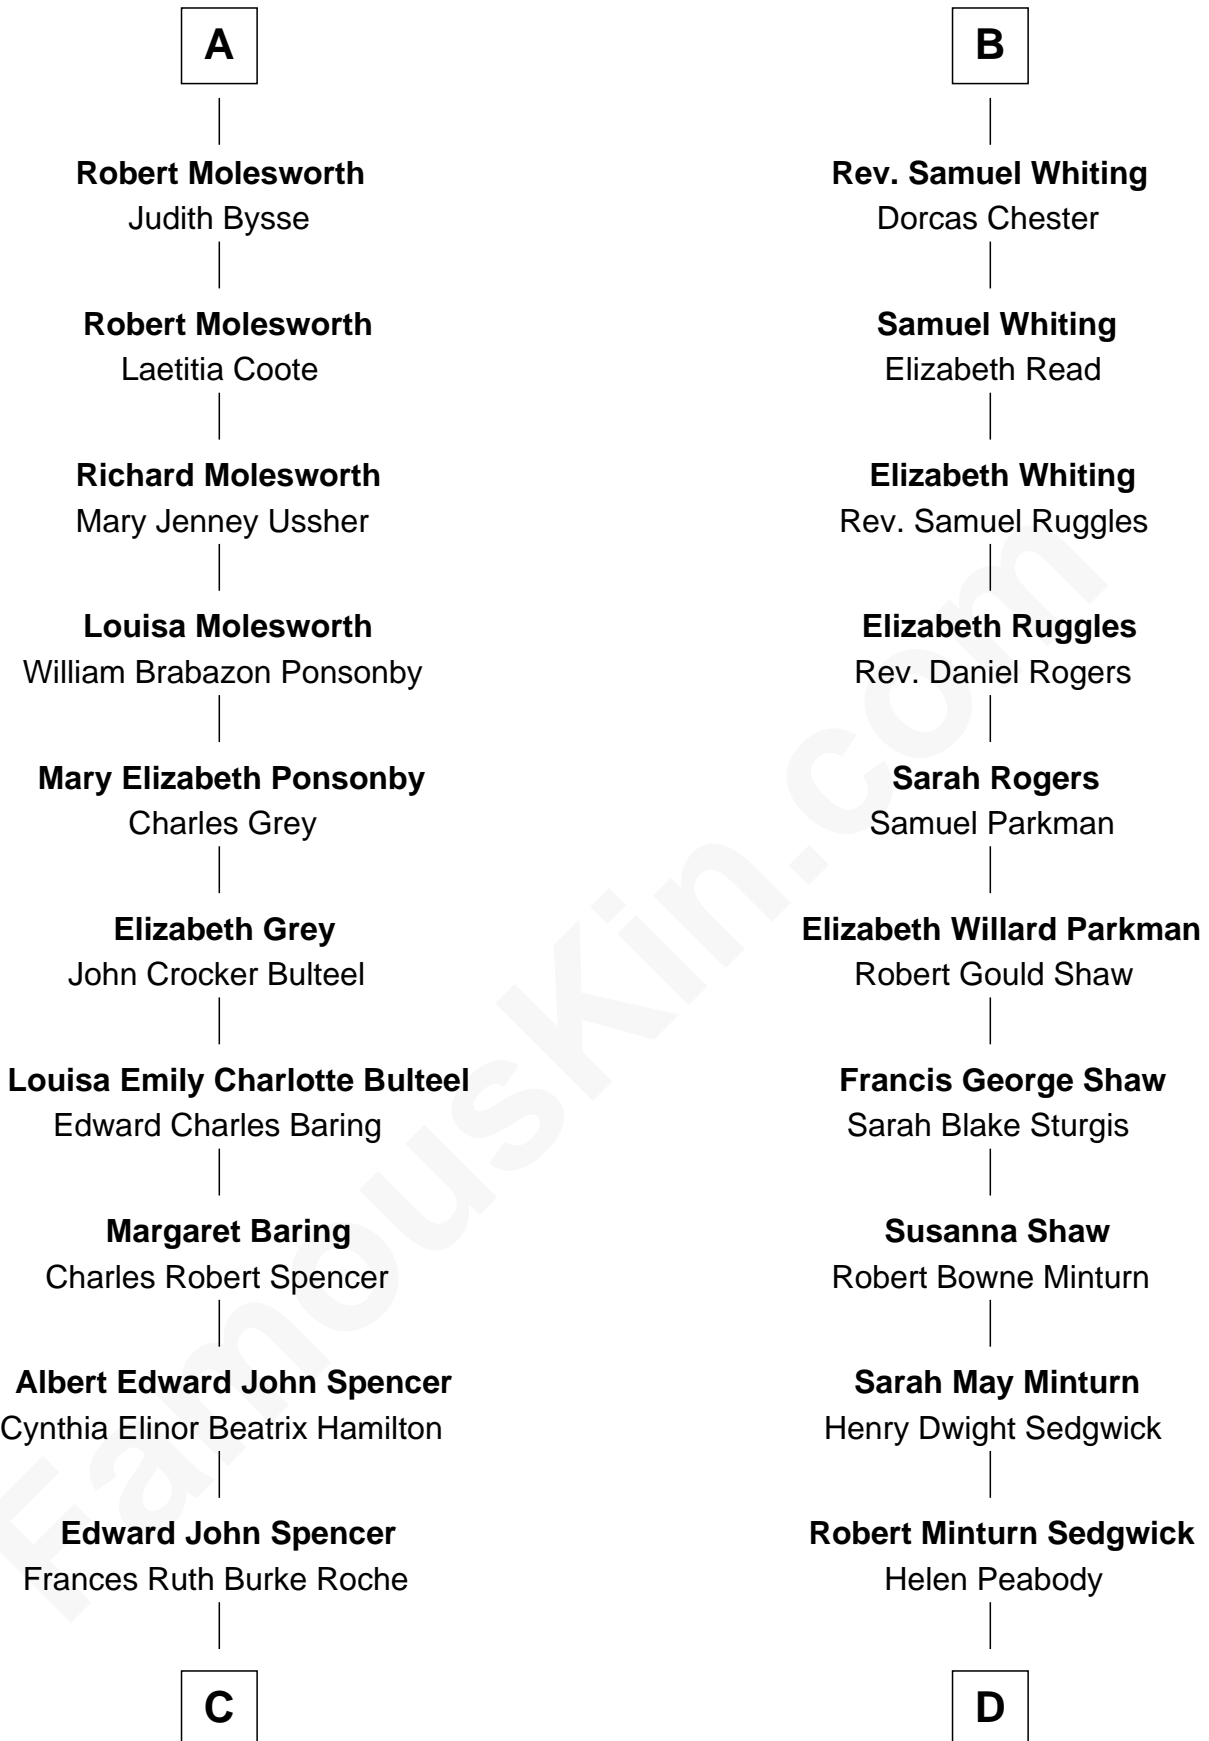 A
Robert Molesworth
Judith Bysse
Robert Molesworth
Laetitia Coote
Richard Molesworth
Mary Jenney Ussher
Louisa Molesworth
William Brabazon Ponsonby
Mary Elizabeth Ponsonby
Charles Grey
Elizabeth Grey
John Crocker Bulteel
Louisa Emily Charlotte Bulteel
Edward Charles Baring
Margaret Baring
Charles Robert Spencer
Albert Edward John Spencer
Cynthia Elinor Beatrix Hamilton
Edward John Spencer
Frances Ruth Burke Roche
C
B
Rev. Samuel Whiting
Dorcas Chester
Samuel Whiting
Elizabeth Read
Elizabeth Whiting
Rev. Samuel Ruggles
Elizabeth Ruggles
Rev. Daniel Rogers
Sarah Rogers
Samuel Parkman
Elizabeth Willard Parkman
Robert Gould Shaw
Francis George Shaw
Sarah Blake Sturgis
Susanna Shaw
Robert Bowne Minturn
Sarah May Minturn
Henry Dwight Sedgwick
Robert Minturn Sedgwick
Helen Peabody
D
FamousKin.com